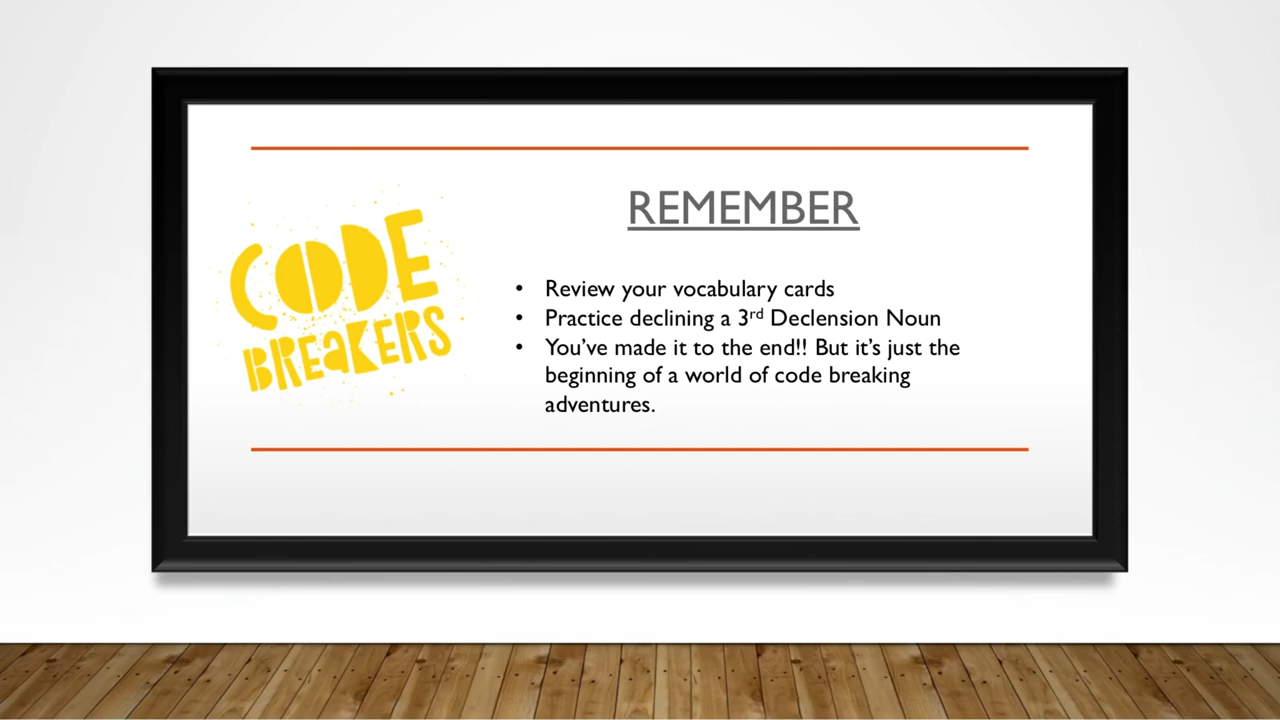 CODE
BREAKERS
REMEMBER
• Review your vocabulary cards
• Practice declining a 3rd Declension Noun
• You've made it to the end!! But it's just the
beginning of a world of code breaking
adventures.